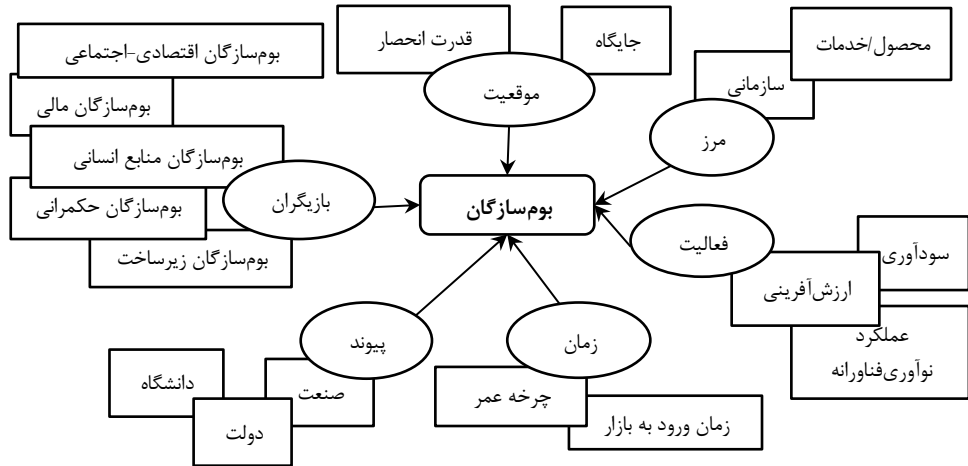 محصول/خدمات
سازمانی
مرز
جایگاه
قدرت انحصار
موقعیت
بوم‌سازگان اقتصادی-اجتماعی
بوم‌سازگان مالی
بوم‌سازگان منابع انسانی
بوم‌سازگان حکمرانی
بوم‌سازگان زیرساخت
بازیگران
بوم‌سازگان
فعالیت
سودآوری
ارزش‌آفرینی
عملکرد
نوآوری‌فناورانه
زمان
چرخه عمر
زمان ورود به بازار
پیوند
صنعت
دولت
دانشگاه